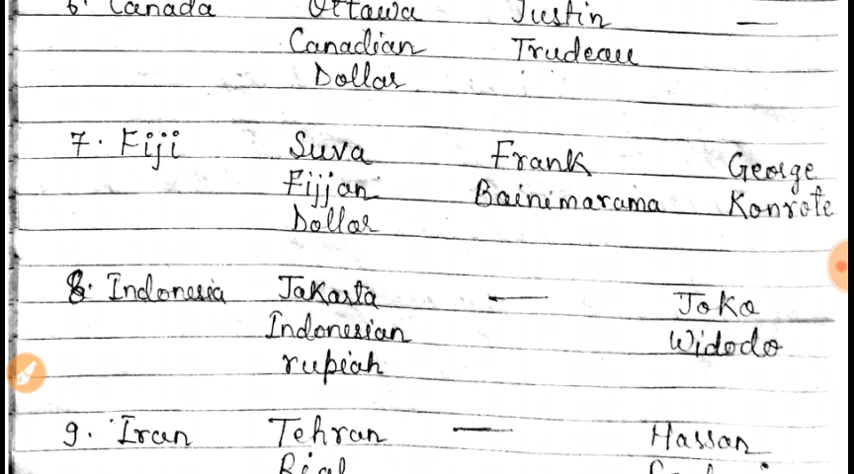 6. Canada Ottawa Justin —
Canadian Trudeau
Dollar
7. Fiji Suva Frank George
Fijian Bainimarama Konrote
Dollar
8. Indonesia Jakarta — Joko
Indonesian Widodo
rupiah
9. Iran Tehran — Hassan
Rial